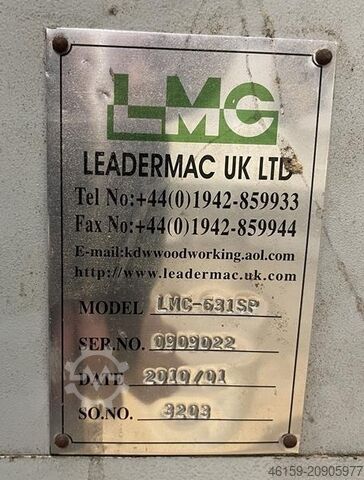 LMC
LEADERMAC UK LTD
Tel No:+44(0)1942-859933
Fax No:+44(0)1942-859944
E-mail:kdwwoodworking.aol.com
http://www.leadermac.uk.com
MODEL LMC-631SP
SER.NO. 0909022
DATE 2010/01
SO.NO. 3203
46159-20905977